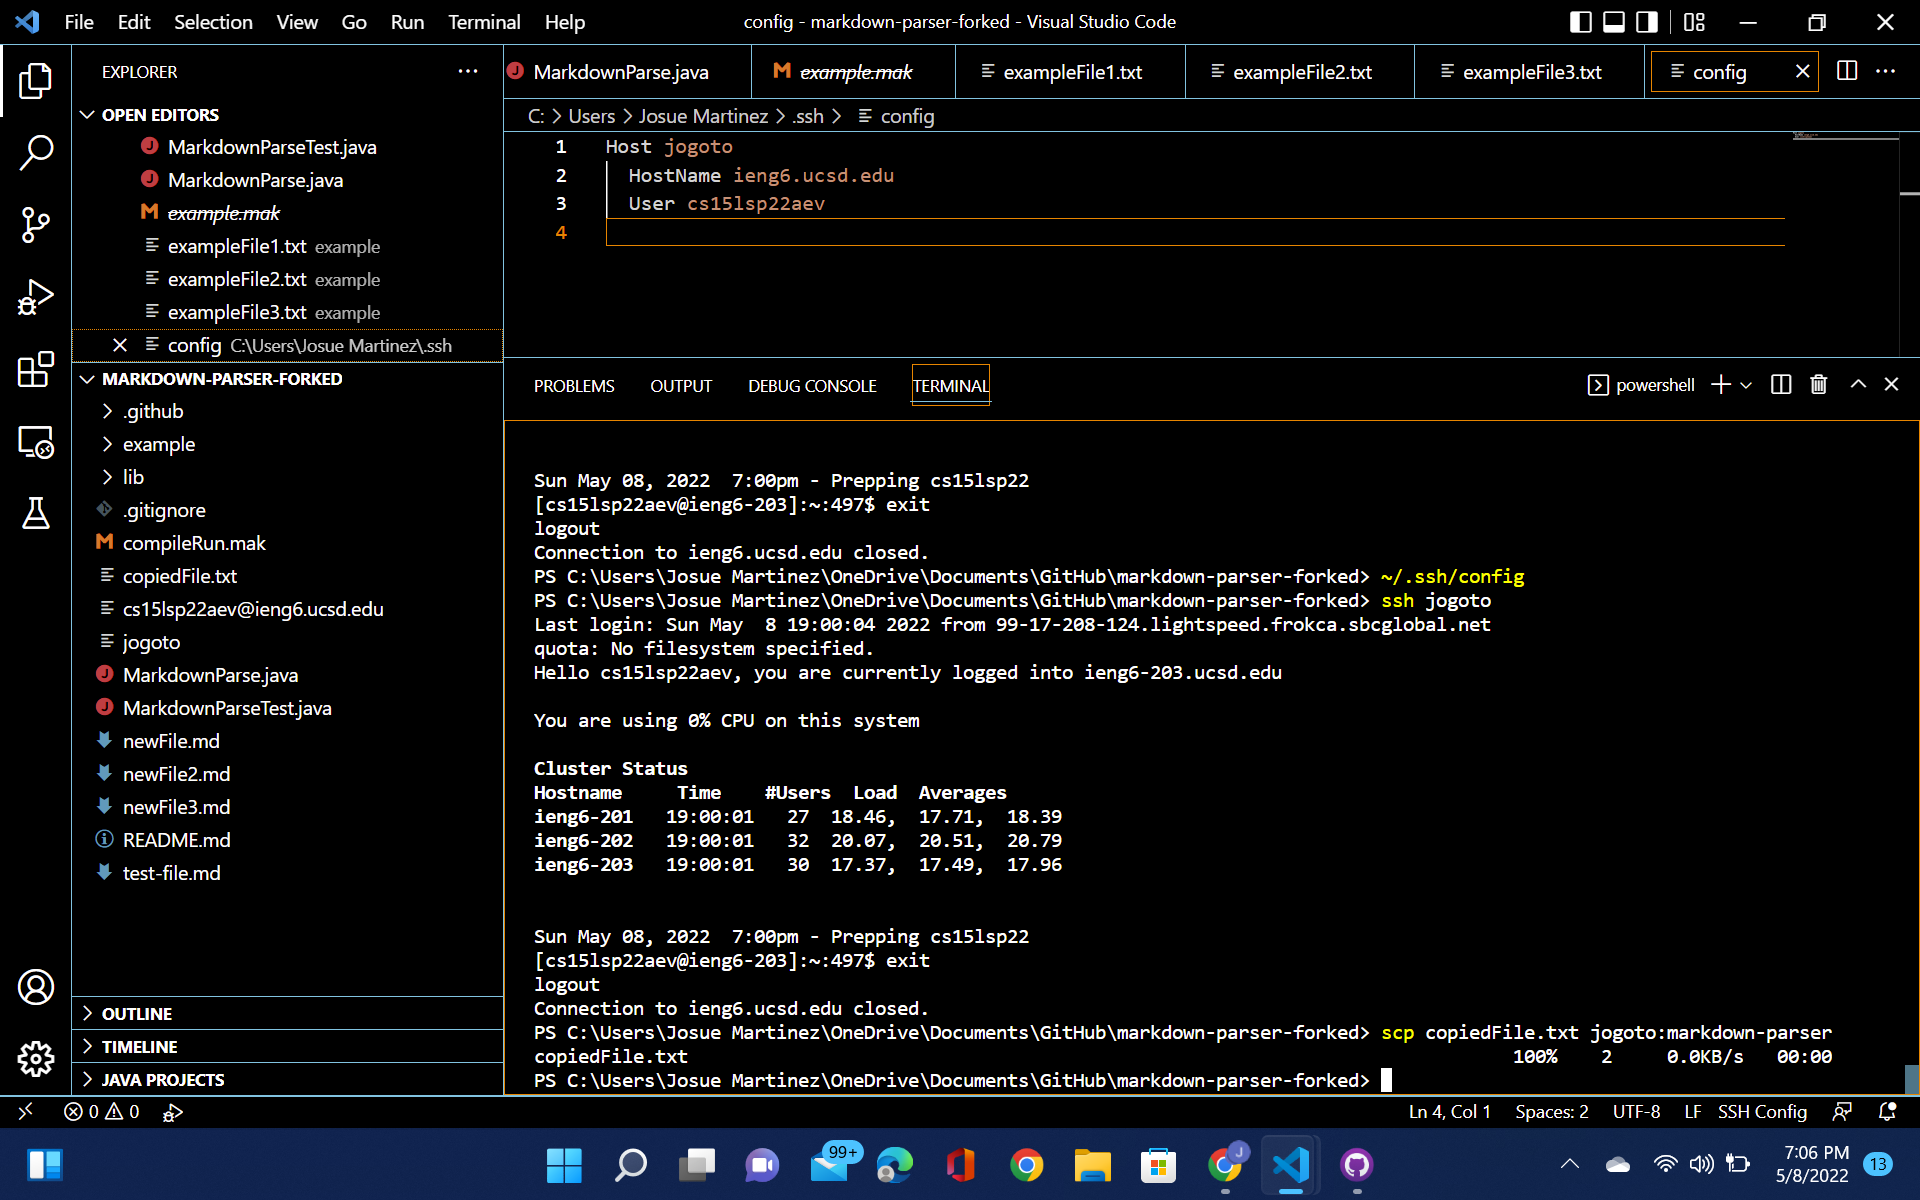 File Edit Selection View Go Run Terminal Help config - markdown-parser-forked - Visual Studio Code
EXPLORER
OPEN EDITORS
MarkdownParseTest.java
MarkdownParse.java
example.mak
exampleFile1.txt example
exampleFile2.txt example
exampleFile3.txt example
config C:\Users\Josue Martinez\.ssh
MARKDOWN-PARSER-FORKED
.github
example
lib
.gitignore
compileRun.mak
copiedFile.txt
cs15lsp22aev@ieng6.ucsd.edu
jogoto
MarkdownParse.java
MarkdownParseTest.java
newFile.md
newFile2.md
newFile3.md
README.md
test-file.md
OUTLINE
TIMELINE
JAVA PROJECTS
MarkdownParse.java example.mak exampleFile1.txt exampleFile2.txt exampleFile3.txt config
C: > Users > Josue Martinez > .ssh > config
1 Host jogoto
2 HostName ieng6.ucsd.edu
3 User cs15lsp22aev
4
PROBLEMS OUTPUT DEBUG CONSOLE TERMINAL powershell
Sun May 08, 2022 7:00pm - Prepping cs15lsp22
[cs15lsp22aev@ieng6-203]:~:497$ exit
logout
Connection to ieng6.ucsd.edu closed.
PS C:\Users\Josue Martinez\OneDrive\Documents\GitHub\markdown-parser-forked> ~/.ssh/config
PS C:\Users\Josue Martinez\OneDrive\Documents\GitHub\markdown-parser-forked> ssh jogoto
Last login: Sun May 8 19:00:04 2022 from 99-17-208-124.lightspeed.frokca.sbcglobal.net
quota: No filesystem specified.
Hello cs15lsp22aev, you are currently logged into ieng6-203.ucsd.edu
You are using 0% CPU on this system
Cluster Status
Hostname Time #Users Load Averages
ieng6-201 19:00:01 27 18.46, 17.71, 18.39
ieng6-202 19:00:01 32 20.07, 20.51, 20.79
ieng6-203 19:00:01 30 17.37, 17.49, 17.96
Sun May 08, 2022 7:00pm - Prepping cs15lsp22
[cs15lsp22aev@ieng6-203]:~:497$ exit
logout
Connection to ieng6.ucsd.edu closed.
PS C:\Users\Josue Martinez\OneDrive\Documents\GitHub\markdown-parser-forked> scp copiedFile.txt jogoto:markdown-parser
copiedFile.txt 100% 2 0.0KB/s 00:00
PS C:\Users\Josue Martinez\OneDrive\Documents\GitHub\markdown-parser-forked>
0 0 Ln 4, Col 1 Spaces: 2 UTF-8 LF SSH Config
99+ J 7:06 PM
5/8/2022 13